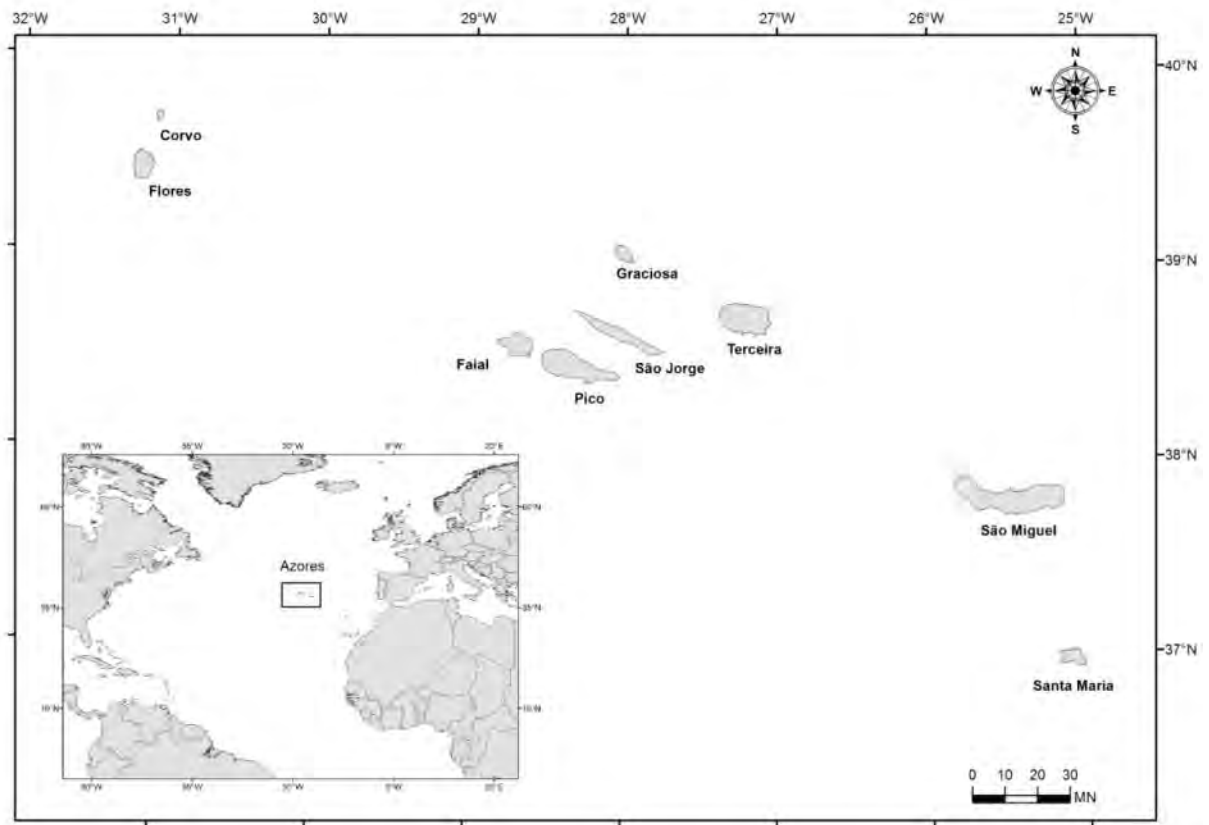 32°W 31°W 30°W 29°W 28°W 27°W 26°W 25°W
40°N
N
W E
S
Corvo
Flores
39°N
Graciosa
Terceira
São Jorge
Faial
Pico
38°N
São Miguel
Azores
37°N
Santa Maria
0 10 20 30
MN